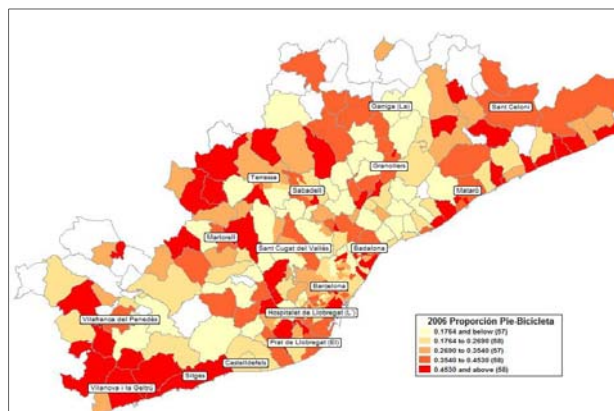 Garriga (La)
Sant Celoni
Granollers
Terrassa
Sabadell
Mataró
Martorell
Sant Cugat del Vallès
Badalona
Barcelona
Vilafranca del Penedès
Hospitalet de Llobregat (L')
Prat de Llobregat (El)
Castelldefels
Sitges
Vilanova i la Geltrú
2006 Proporción Pie-Bicicleta
0.1764 and below (57)
0.1764 to 0.2690 (58)
0.2690 to 0.3540 (57)
0.3540 to 0.4530 (58)
0.4530 and above (58)